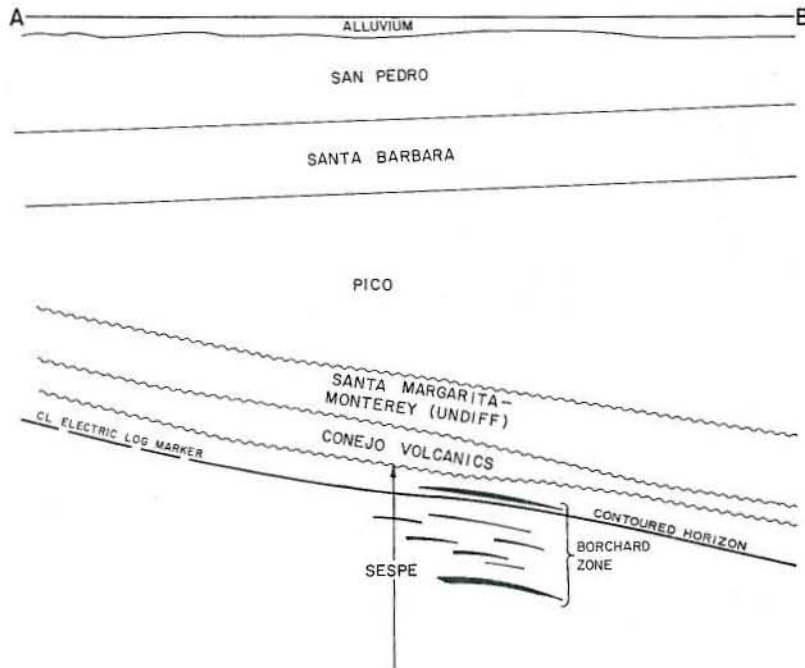 A
B
ALLUVIUM
SAN PEDRO
SANTA BARBARA
PICO
SANTA MARGARITA—
MONTEREY (UNDIFF)
CONEJO VOLCANICS
CL ELECTRIC LOG MARKER
CONTOURED HORIZON
BORCHARD
ZONE
SESPE